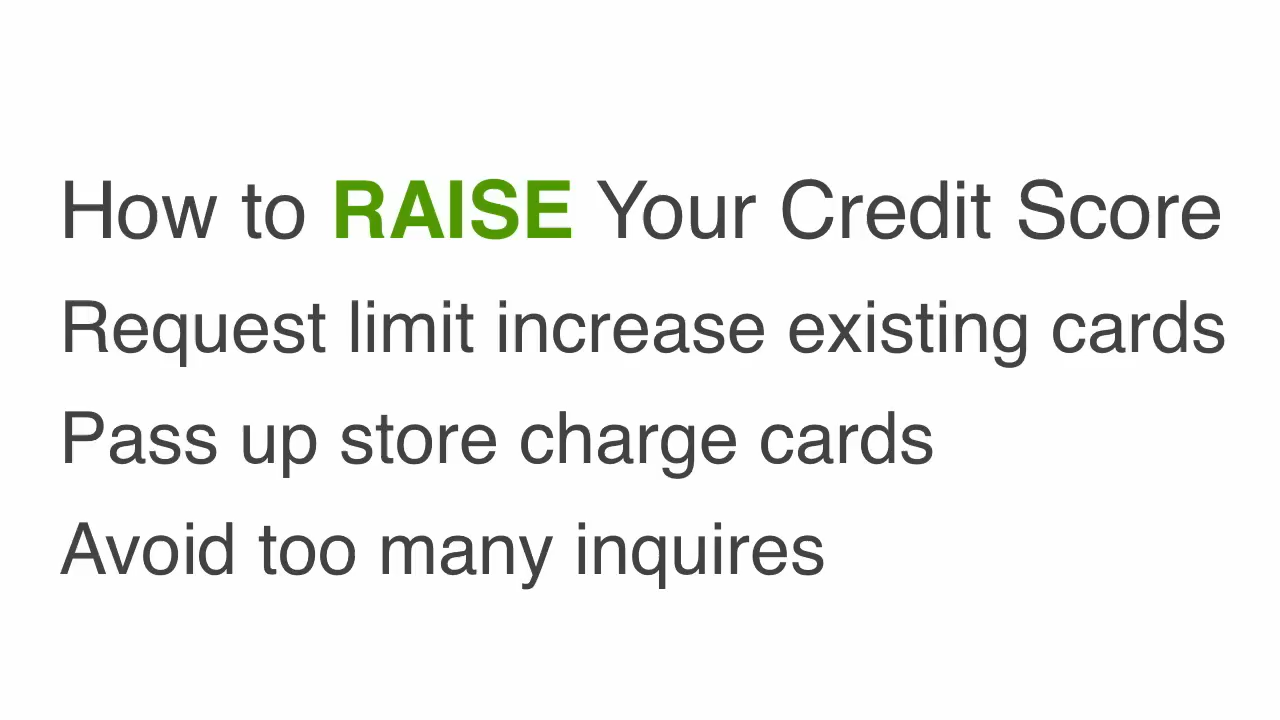 How to RAISE Your Credit Score
Request limit increase existing cards
Pass up store charge cards
Avoid too many inquires